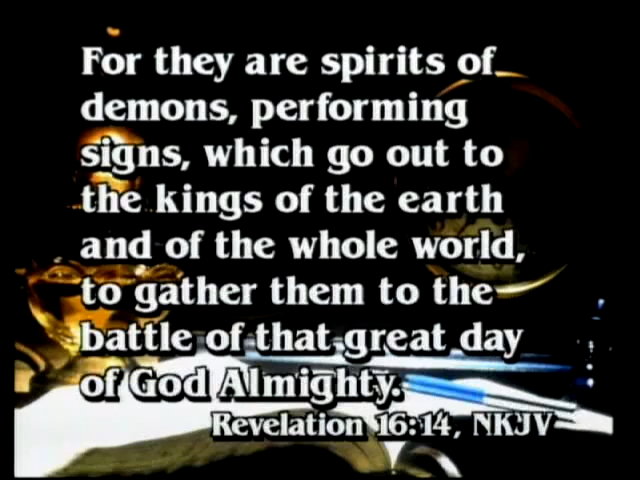 For they are spirits of
demons, performing
signs, which go out to
the kings of the earth
and of the whole world,
to gather them to the
battle of that great day
of God Almighty.
Revelation 16:14, NKJV